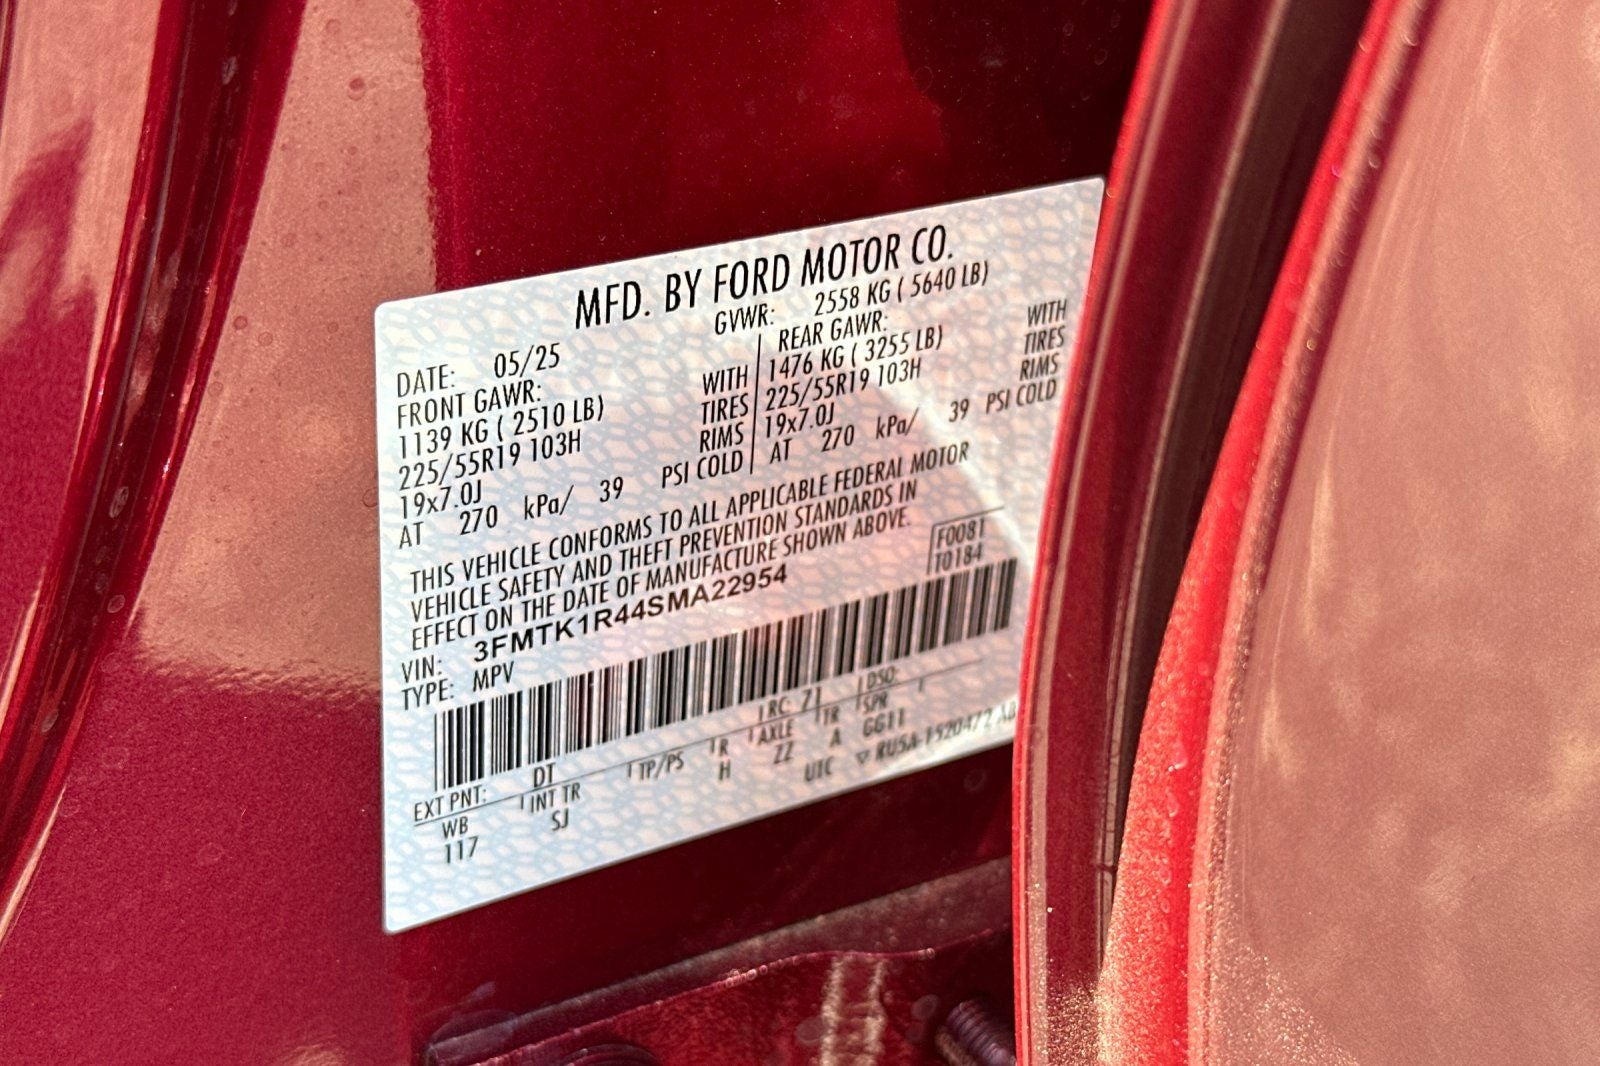 MFD. BY FORD MOTOR CO.
GVWR: 2558 KG ( 5640 LB)
DATE: 05/25
FRONT GAWR:
1139 KG ( 2510 LB) WITH
225/55R19 103H TIRES
19x7.0J RIMS
AT 270 kPa/ 39 PSI COLD
REAR GAWR:
1476 KG ( 3255 LB) WITH
225/55R19 103H TIRES
19x7.0J RIMS
AT 270 kPa/ 39 PSI COLD
THIS VEHICLE CONFORMS TO ALL APPLICABLE FEDERAL MOTOR
VEHICLE SAFETY AND THEFT PREVENTION STANDARDS IN
EFFECT ON THE DATE OF MANUFACTURE SHOWN ABOVE.
F0081
T0184
VIN: 3FMTK1R44SMA22954
TYPE: MPV
EXT PNT: DT RC: 71 DSO:
WB INT TR TP/PS R AXLE TR SPR
117 SJ H ZZ A GG11
UTC